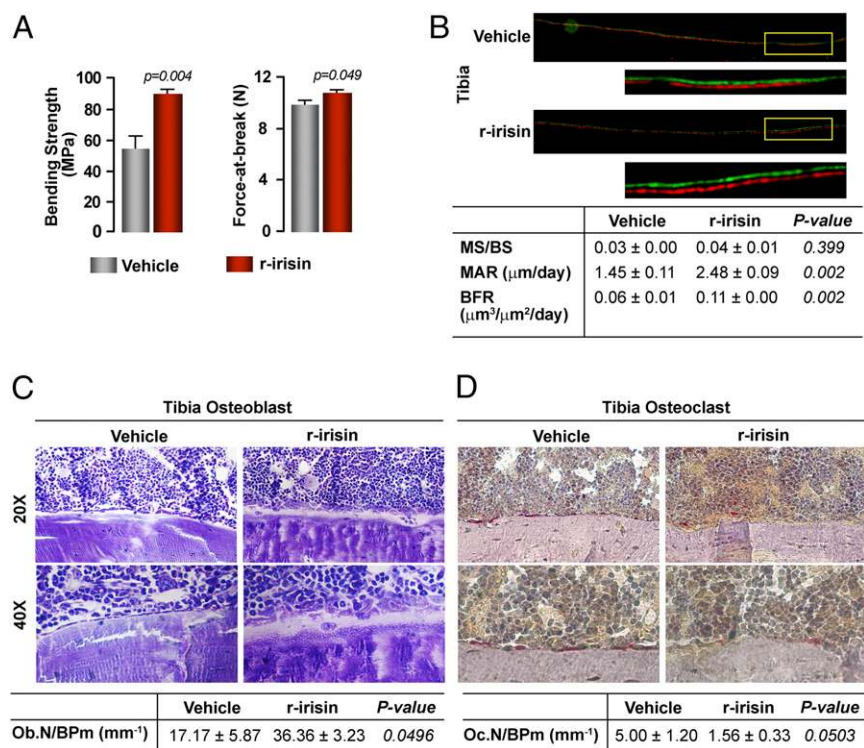 A
p=0.004
p=0.049
Bending Strength
(MPa)
100
80
60
40
20
0
Force-at-break (N)
12
9
6
3
0
Vehicle
r-irisin
B
Vehicle
Tibia
r-irisin
Vehicle r-irisin P-value
MS/BS 0.03 ± 0.00 0.04 ± 0.01 0.399
MAR (μm/day) 1.45 ± 0.11 2.48 ± 0.09 0.002
BFR 0.06 ± 0.01 0.11 ± 0.00 0.002
(μm³/μm²/day)
C
Tibia Osteoblast
Vehicle r-irisin
20X
40X
Vehicle r-irisin P-value
Ob.N/BPm (mm⁻¹) 17.17 ± 5.87 36.36 ± 3.23 0.0496
D
Tibia Osteoclast
Vehicle r-irisin
Vehicle r-irisin P-value
Oc.N/BPm (mm⁻¹) 5.00 ± 1.20 1.56 ± 0.33 0.0503